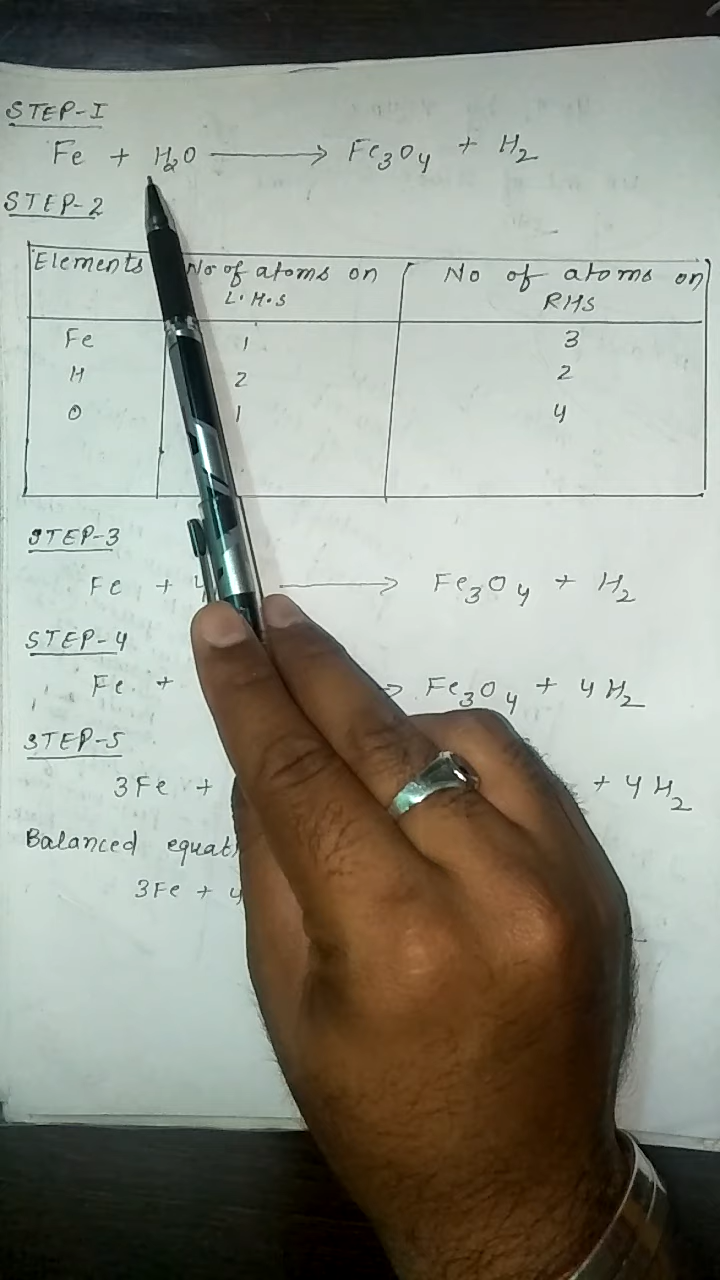 STEP-I
Fe + H₂O ⟶ Fe₃O₄ + H₂
STEP-2
Elements No of atoms on L.H.S No of atoms on RHS
Fe 1 3
H 2 2
O 1 4
STEP-3
Fe + 4 ⟶ Fe₃O₄ + H₂
STEP-4
Fe + → Fe₃O₄ + 4H₂
STEP-5
3Fe + + 4H₂
Balanced
3Fe + 4